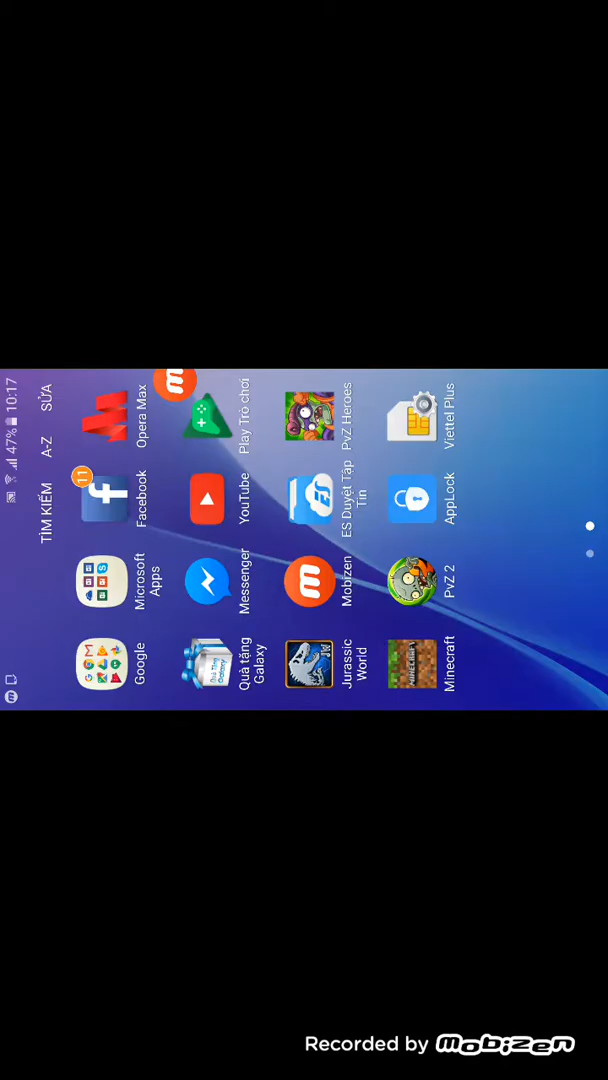 47% 10:17
TÌM KIẾM A-Z SỬA
Google
Microsoft
Apps
Facebook
11
Opera Max
Quà tặng
Galaxy
Messenger
YouTube
Play Trò chơi
Jurassic
World
Mobizen
ES Duyệt Tập
Tin
PvZ Heroes
MINECRAFT
Minecraft
PvZ 2
AppLock
Viettel Plus
Recorded by mobizen